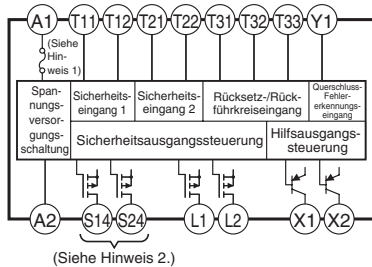 A1 T11 T12 T21 T22 T31 T32 T33 Y1
(Siehe
Hin-
weis 1)
Span-
nungs-
versor-
gungs-
schaltung
Sicherheits-
eingang 1
Sicherheits-
eingang 2
Rücksetz-/Rück-
führkreiseingang
Querschluss-
Fehler-
erkennungs-
eingang
Sicherheitsausgangssteuerung
Hilfsausgangs-
steuerung
A2 S14 S24 L1 L2 X1 X2
(Siehe Hinweis 2.)